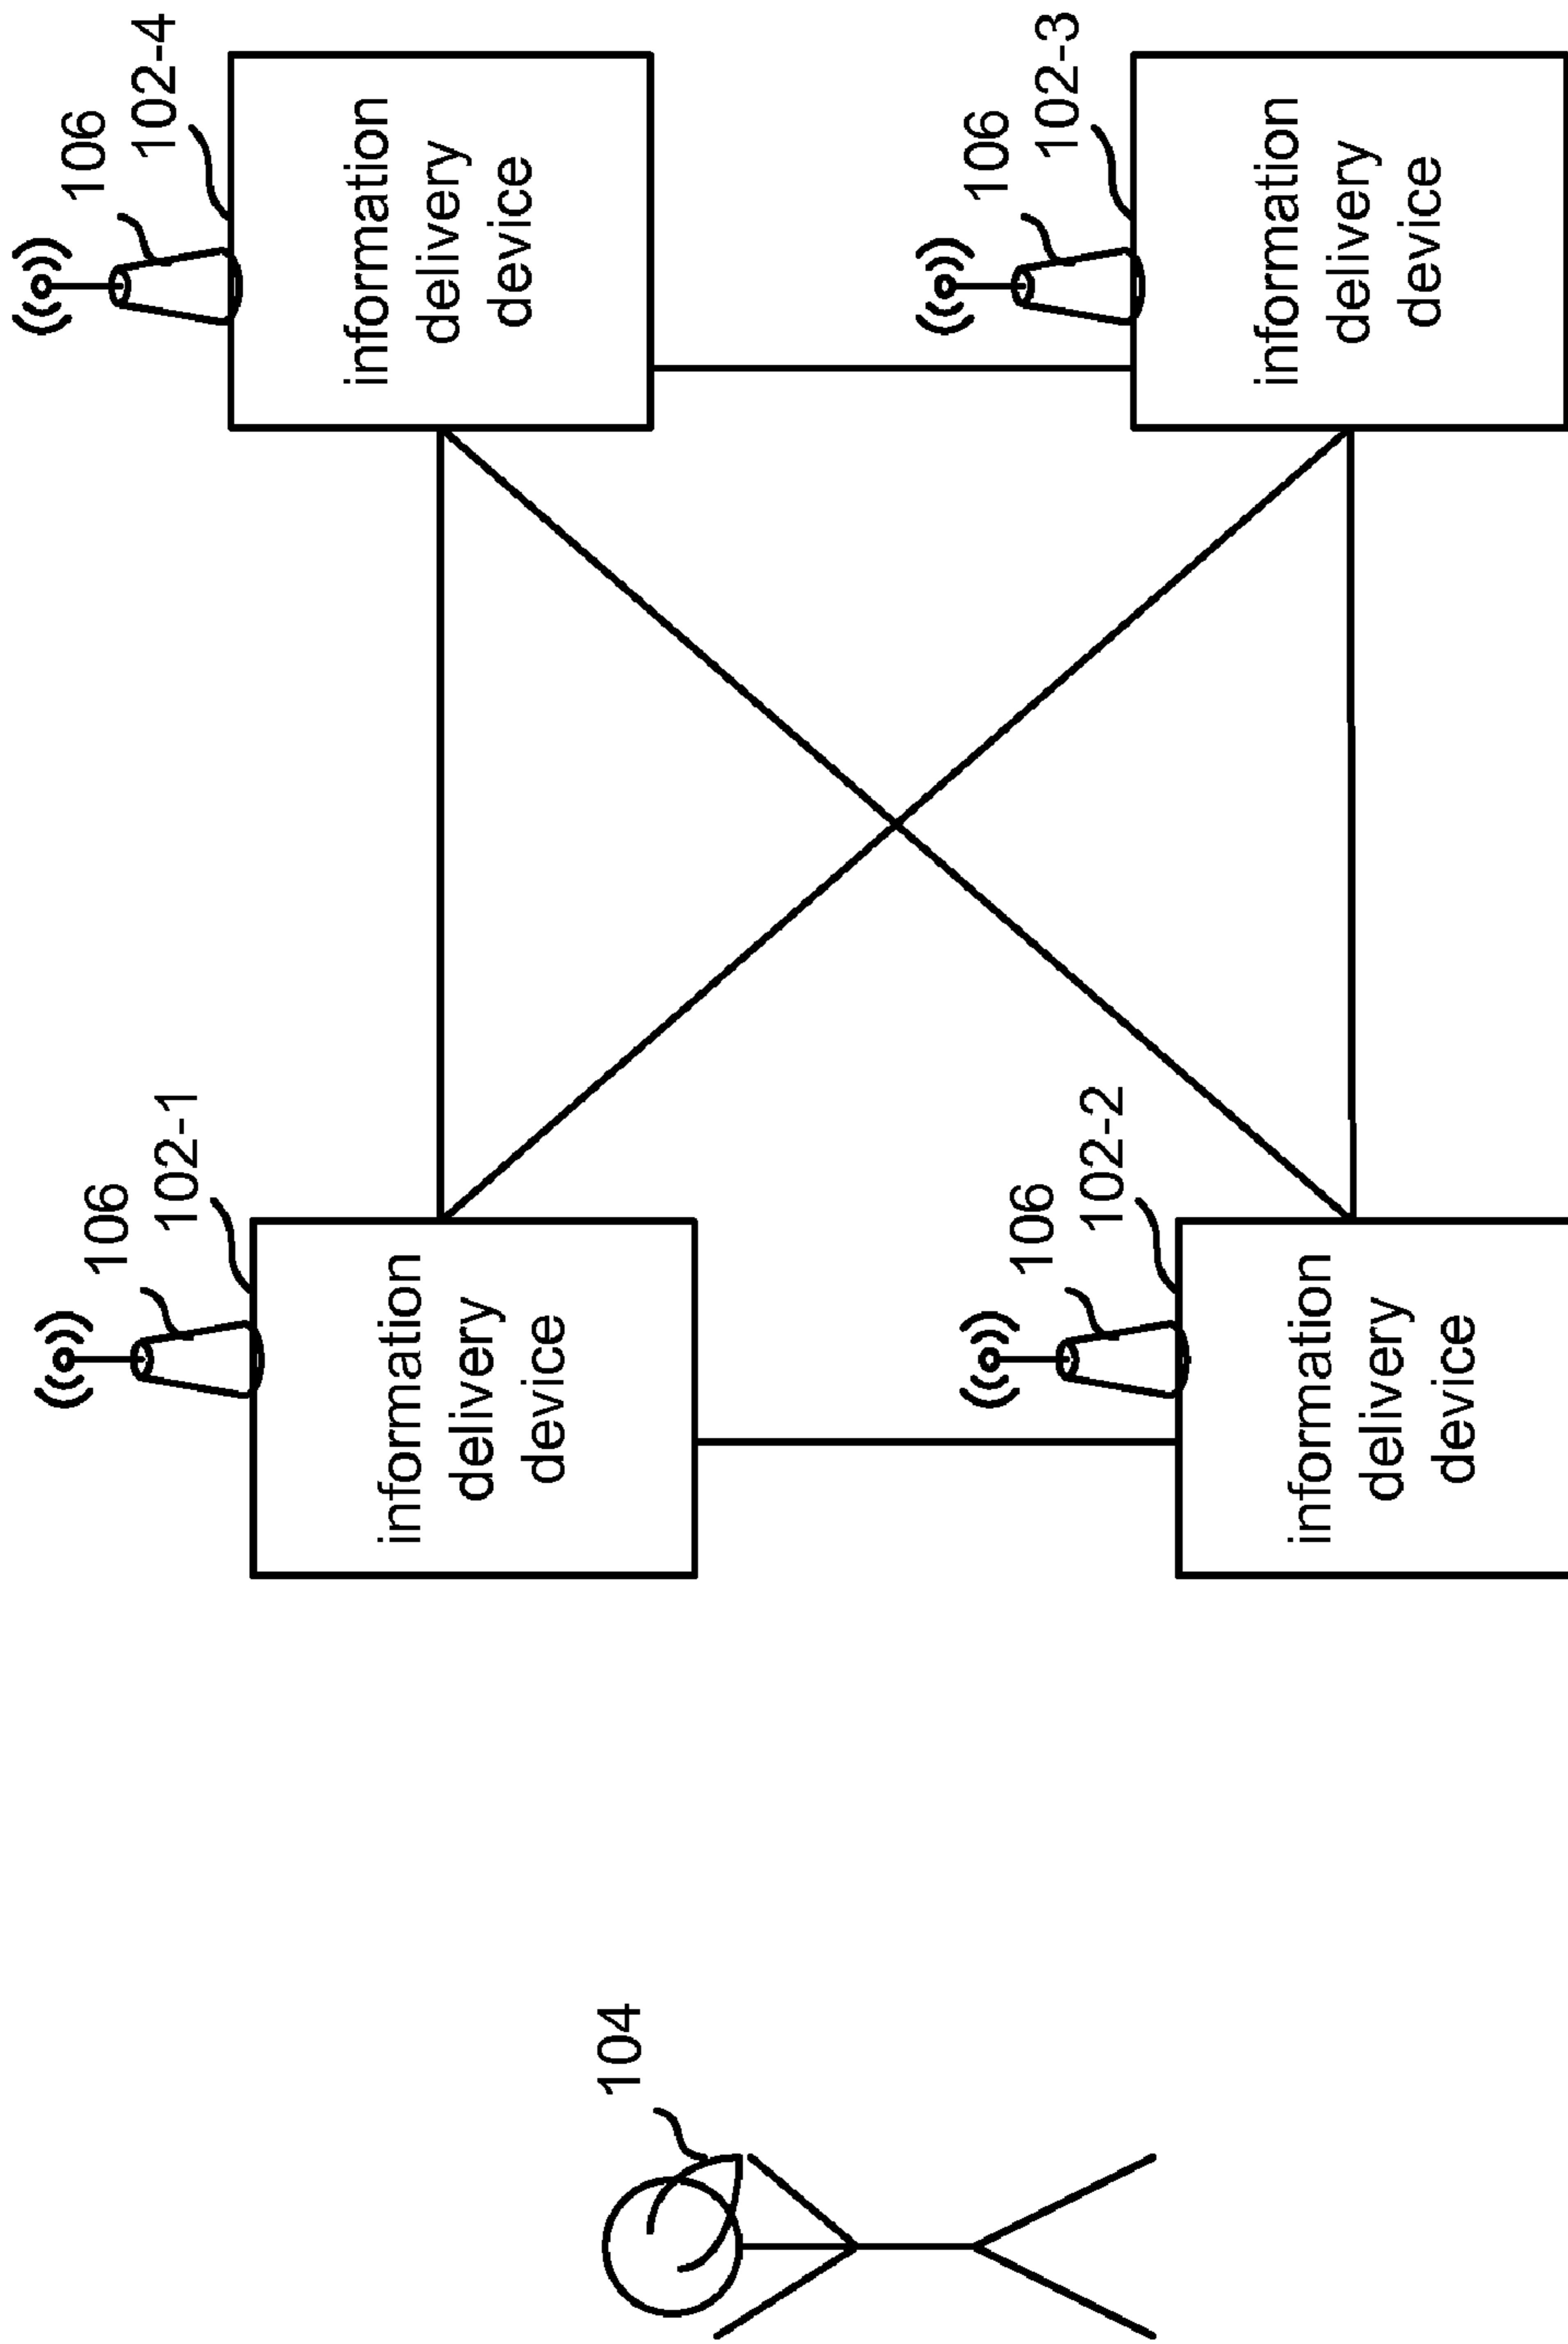 106
102-1
information
delivery
device
106
102-4
information
delivery
device
104
106
102-2
information
delivery
device
106
102-3
information
delivery
device